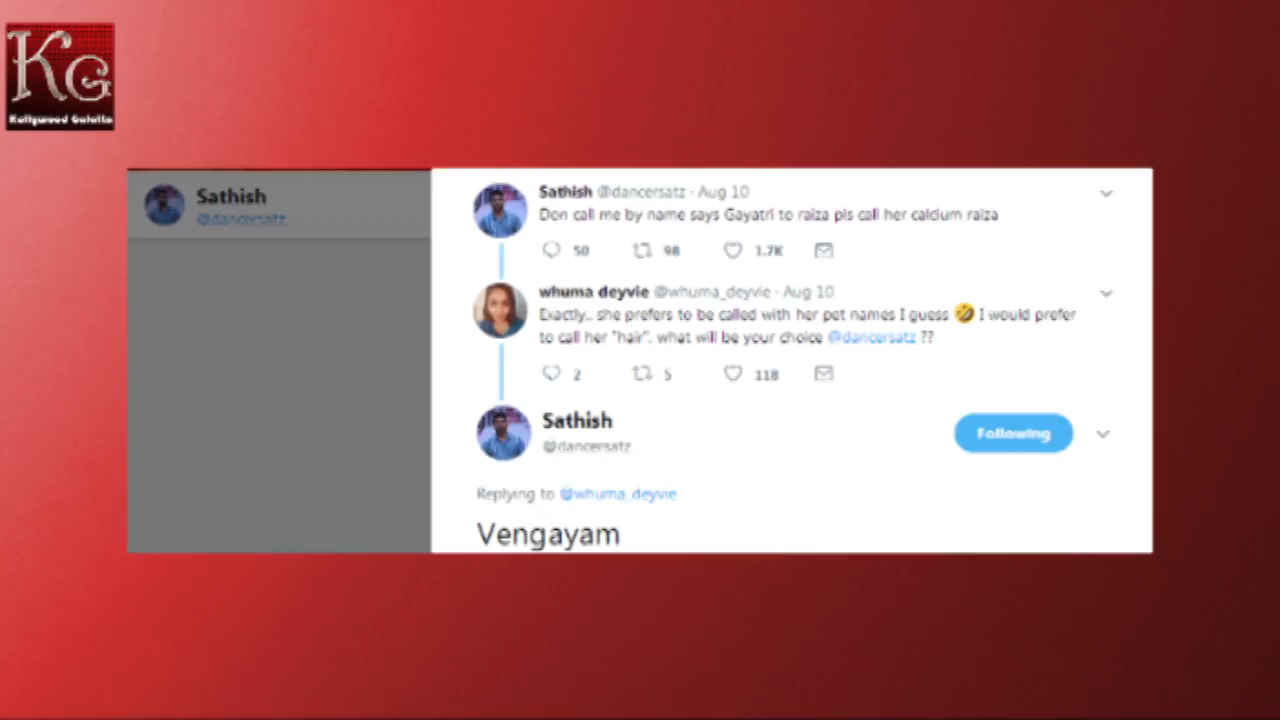 KG
Kollywood Galatta
Sathish
@dancersatz
Sathish @dancersatz · Aug 10
Don call me by name says Gayatri to raiza pls call her calcium raiza
50 98 1.7K
whuma deyvie @whuma_deyvie · Aug 10
Exactly.. she prefers to be called with her pet names I guess 🤣 I would prefer
to call her "hair". what will be your choice @dancersatz ??
2 5 118
Sathish
@dancersatz
Following
Replying to @whuma_deyvie
Vengayam